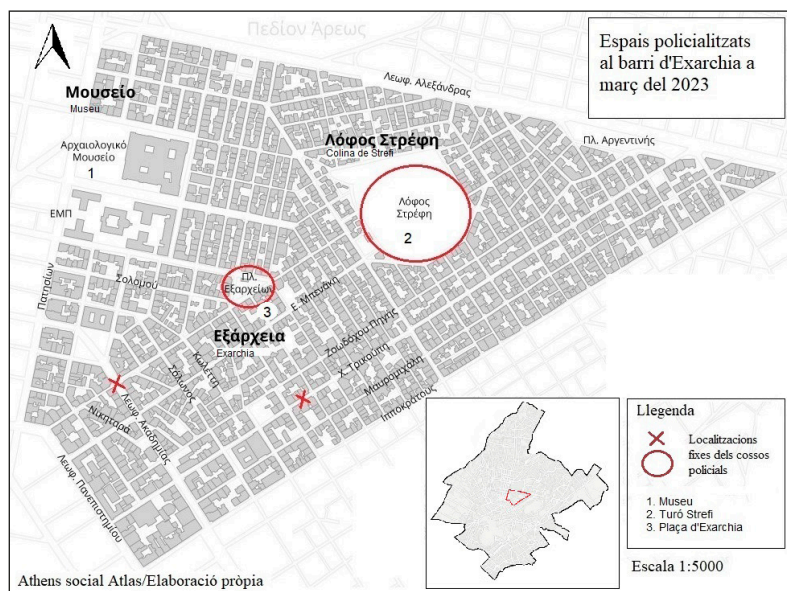 Πεδίον Άρεως
Espais policialitzats
al barri d'Exarchia a
març del 2023
Λεωφ. Αλεξάνδρας
Μουσείο
Museu
Λόφος Στρέφη
Colina de Strefi
Πλ. Αργεντινής
Αρχαιολογικό
Μουσείο
1
Λόφος
Στρέφη
2
ΕΜΠ
Πατησίων
Σολομού
Πλ.
Εξαρχείων
3
Ε. Μπενάκη
Εξάρχεια
Exarchia
Ζωοδόχου Πηγής
Χ. Τρικούπη
Μαυρομιχάλη
Ιπποκράτους
Κωλέττη
Σόλωνος
Λεωφ. Ακαδημίας
Νικηταρά
Λεωφ. Πανεπιστημίου
Llegenda
Localitzacions
fixes dels cossos
policials
1. Museu
2. Turó Strefi
3. Plaça d'Exarchia
Escala 1:5000
Athens social Atlas/Elaboració pròpia